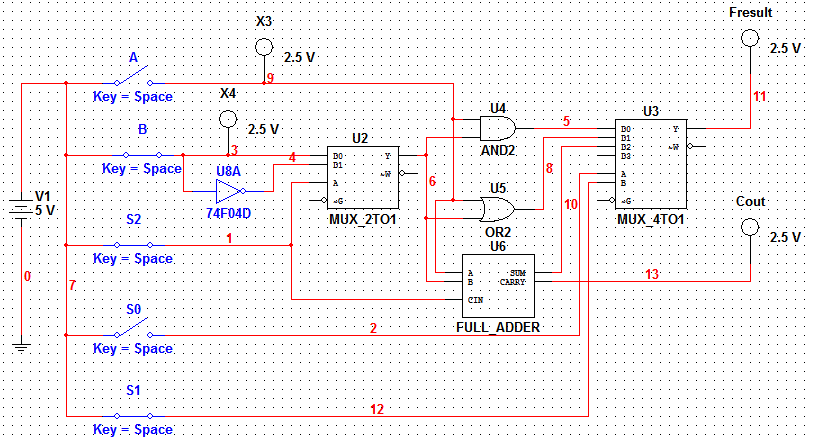 Fresult
2.5 V
X3
2.5 V
A
Key = Space
9
11
X4
2.5 V
B
Key = Space
3
U8A
74F04D
4
U2
D0
D1
A
~G
Y
~W
MUX_2TO1
6
U4
AND2
5
U3
D0
D1
D2
D3
A
B
~G
Y
~W
MUX_4TO1
8
10
U5
OR2
V1
5 V
S2
Key = Space
1
0
7
U6
A
B
CIN
SUM
CARRY
FULL_ADDER
Cout
2.5 V
13
S0
Key = Space
2
S1
Key = Space
12